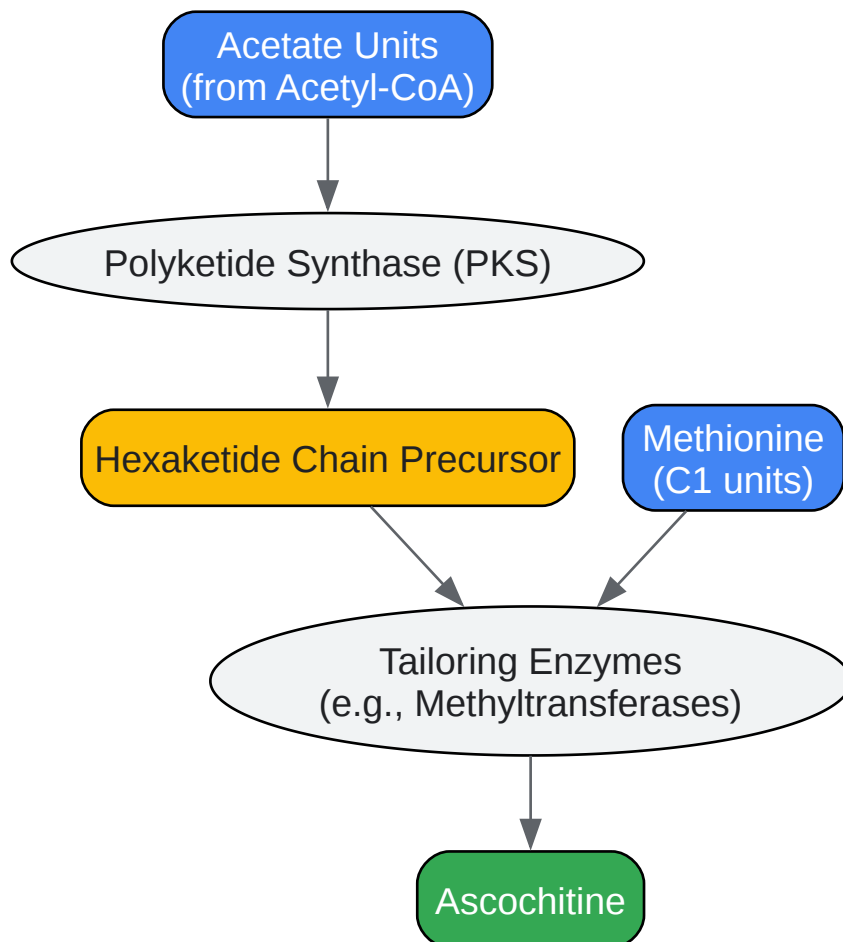 Acetate Units
(from Acetyl-CoA)
Polyketide Synthase (PKS)
Hexaketide Chain Precursor
Methionine
(C1 units)
Tailoring Enzymes
(e.g., Methyltransferases)
Ascochitine